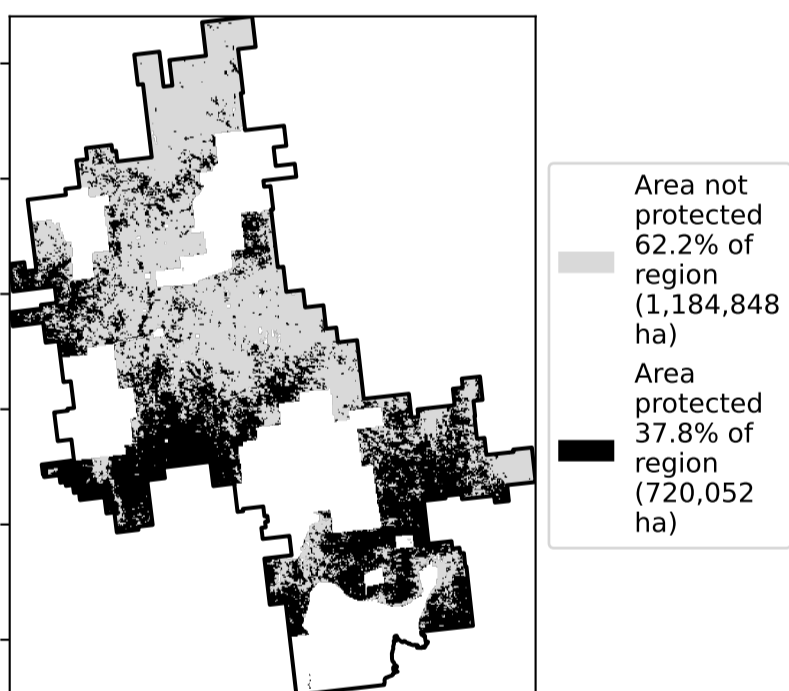 Area not
protected
62.2% of
region
(1,184,848
ha)
Area
protected
37.8% of
region
(720,052
ha)